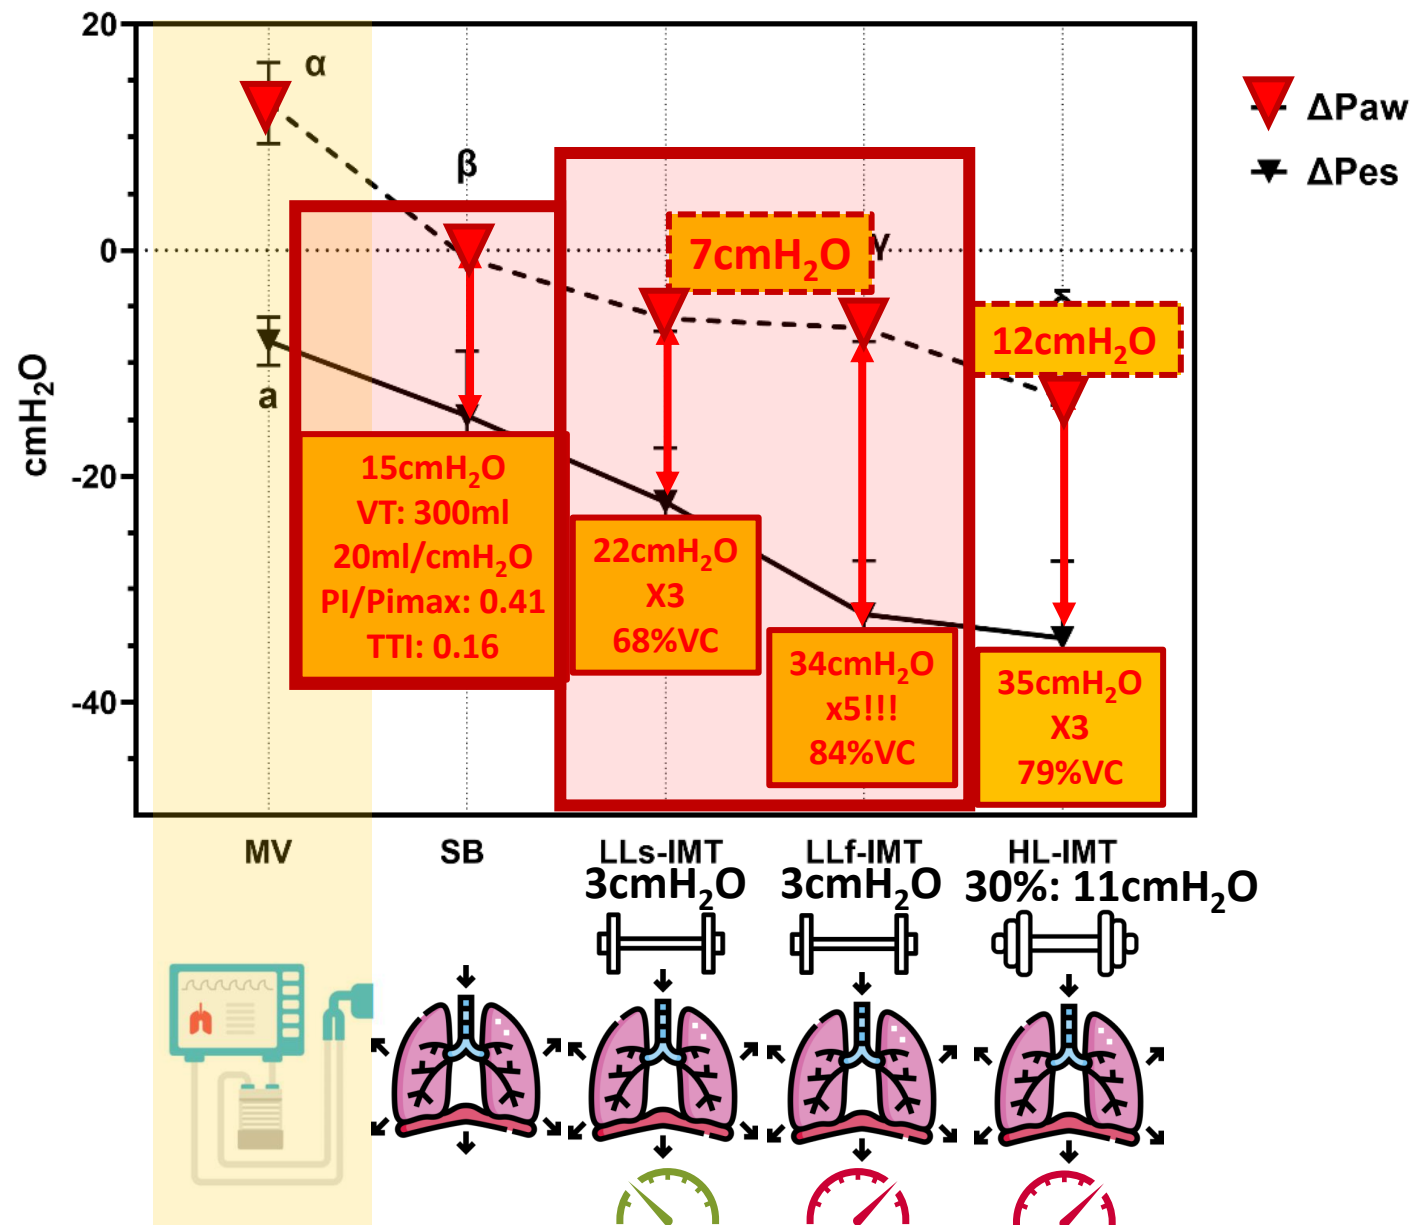 20
α
ΔPaw
ΔPes
β
0
7cmH₂O
γ
12cmH₂O
cmH₂O
a
-20
15cmH₂O
VT: 300ml
20ml/cmH₂O
PI/Pimax: 0.41
TTI: 0.16
22cmH₂O
X3
68%VC
34cmH₂O
x5!!!
84%VC
35cmH₂O
X3
79%VC
-40
MV
SB
LLs-IMT
LLf-IMT
HL-IMT
3cmH₂O
3cmH₂O
30%: 11cmH₂O